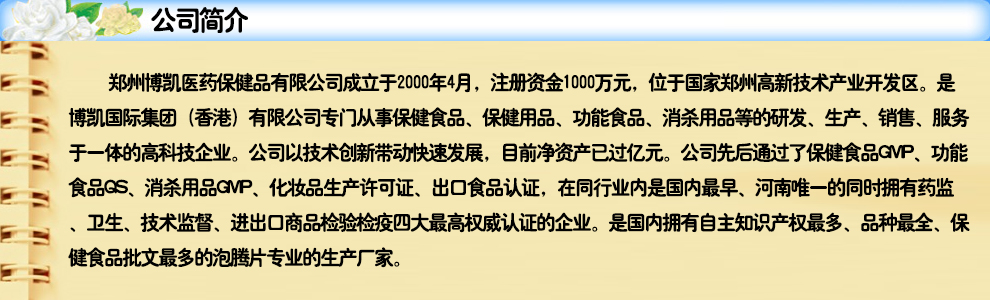 公司简介
郑州博凯医药保健品有限公司成立于2000年4月，注册资金1000万元，位于国家郑州高新技术产业开发区。是
博凯国际集团（香港）有限公司专门从事保健食品、保健用品、功能食品、消杀用品等的研发、生产、销售、服务
于一体的高科技企业。公司以技术创新带动快速发展，目前净资产已过亿元。公司先后通过了保健食品GMP、功能
食品QS、消杀用品GMP、化妆品生产许可证、出口食品认证，在同行业内是国内最早、河南唯一的同时拥有药监
、卫生、技术监督、进出口商品检验检疫四大最高权威认证的企业。是国内拥有自主知识产权最多、品种最全、保
健食品批文最多的泡腾片专业的生产厂家。